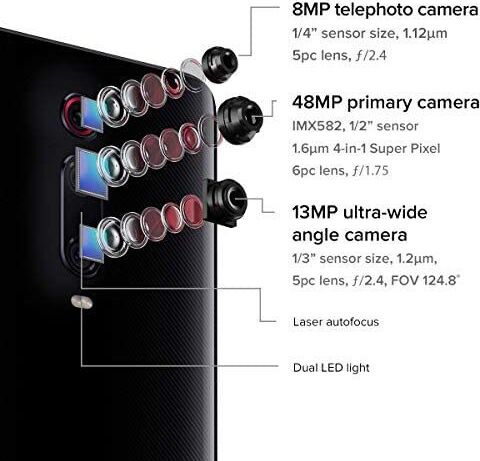 8MP telephoto camera
1/4” sensor size, 1.12μm
5pc lens, ƒ/2.4
48MP primary camera
IMX582, 1/2” sensor
1.6μm 4-in-1 Super Pixel
6pc lens, ƒ/1.75
13MP ultra-wide
angle camera
1/3” sensor size, 1.2μm,
5pc lens, ƒ/2.4, FOV 124.8°
Laser autofocus
Dual LED light